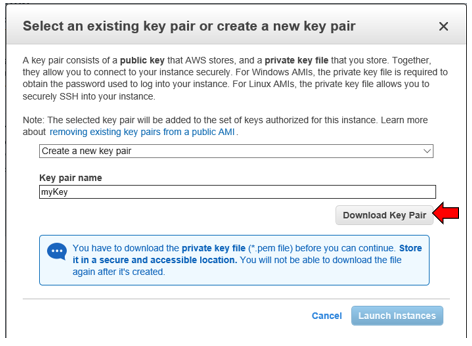 Select an existing key pair or create a new key pair
A key pair consists of a public key that AWS stores, and a private key file that you store. Together,
they allow you to connect to your instance securely. For Windows AMIs, the private key file is required to
obtain the password used to log into your instance. For Linux AMIs, the private key file allows you to
securely SSH into your instance.
Note: The selected key pair will be added to the set of keys authorized for this instance. Learn more
about removing existing key pairs from a public AMI.
Create a new key pair
Key pair name
myKey
Download Key Pair
You have to download the private key file (*.pem file) before you can continue. Store
it in a secure and accessible location. You will not be able to download the file
again after it's created.
Cancel Launch Instances